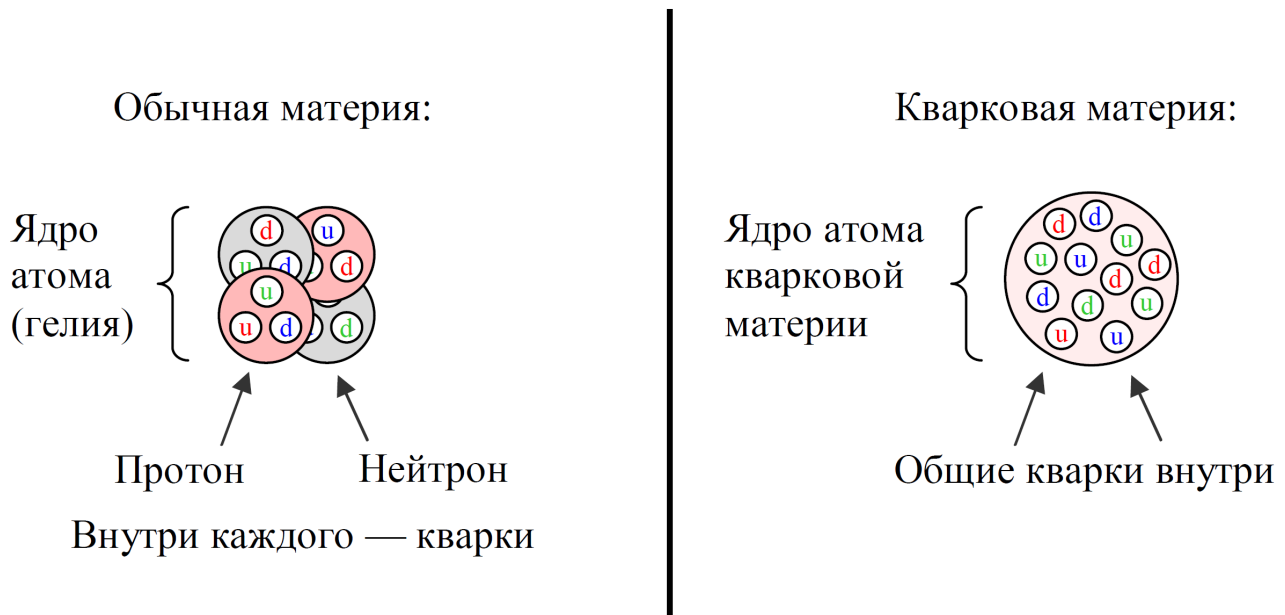 Обычная материя:
Ядро
атома
(гелия)
d
u
u
d
d
u
u
d
d
Протон
Нейтрон
Внутри каждого — кварки
Кварковая материя:
Ядро атома
кварковой
материи
d
d
u
u
u
d
d
d
d
u
u
u
Общие кварки внутри